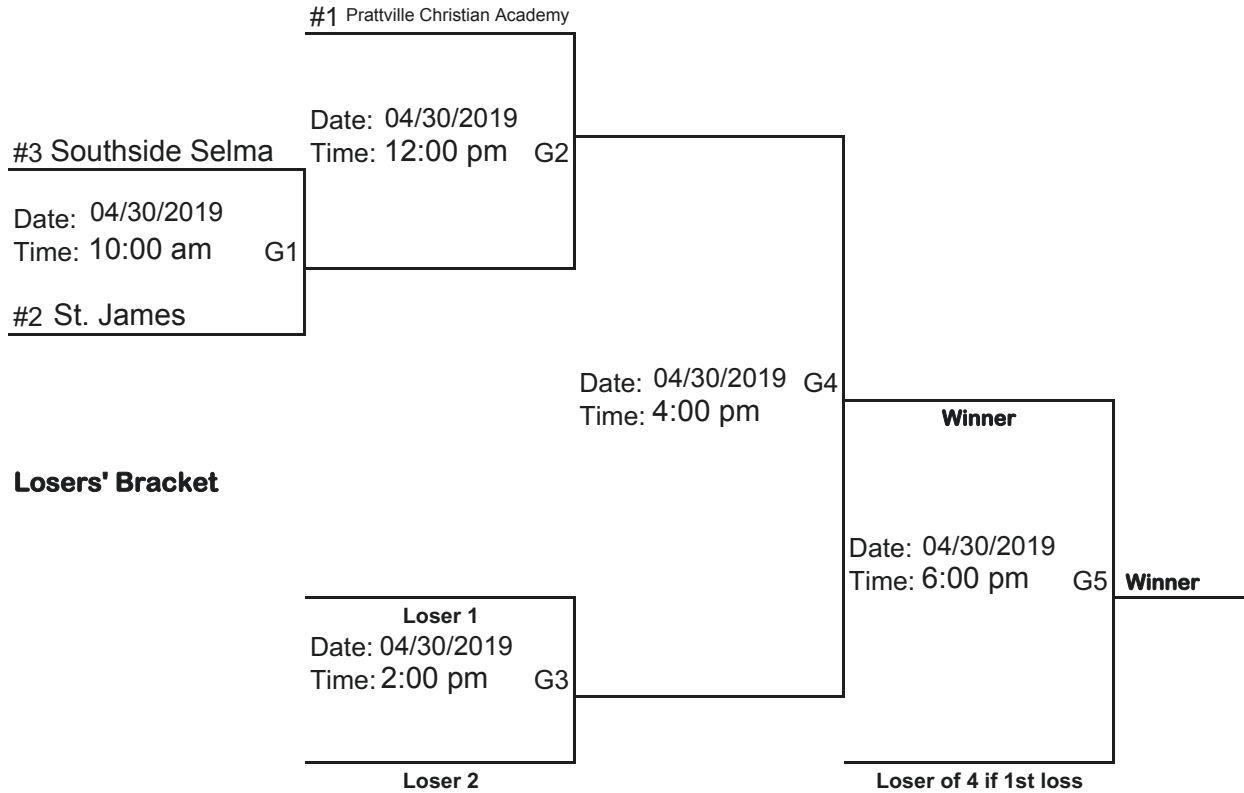 #1 Prattville Christian Academy
Date: 04/30/2019
Time: 12:00 pm G2
#3 Southside Selma
Date: 04/30/2019
Time: 10:00 am G1
#2 St. James
Date: 04/30/2019 G4
Time: 4:00 pm
Winner
Losers' Bracket
Date: 04/30/2019
Time: 6:00 pm G5 Winner
Loser 1
Date: 04/30/2019
Time: 2:00 pm G3
Loser 2
Loser of 4 if 1st loss